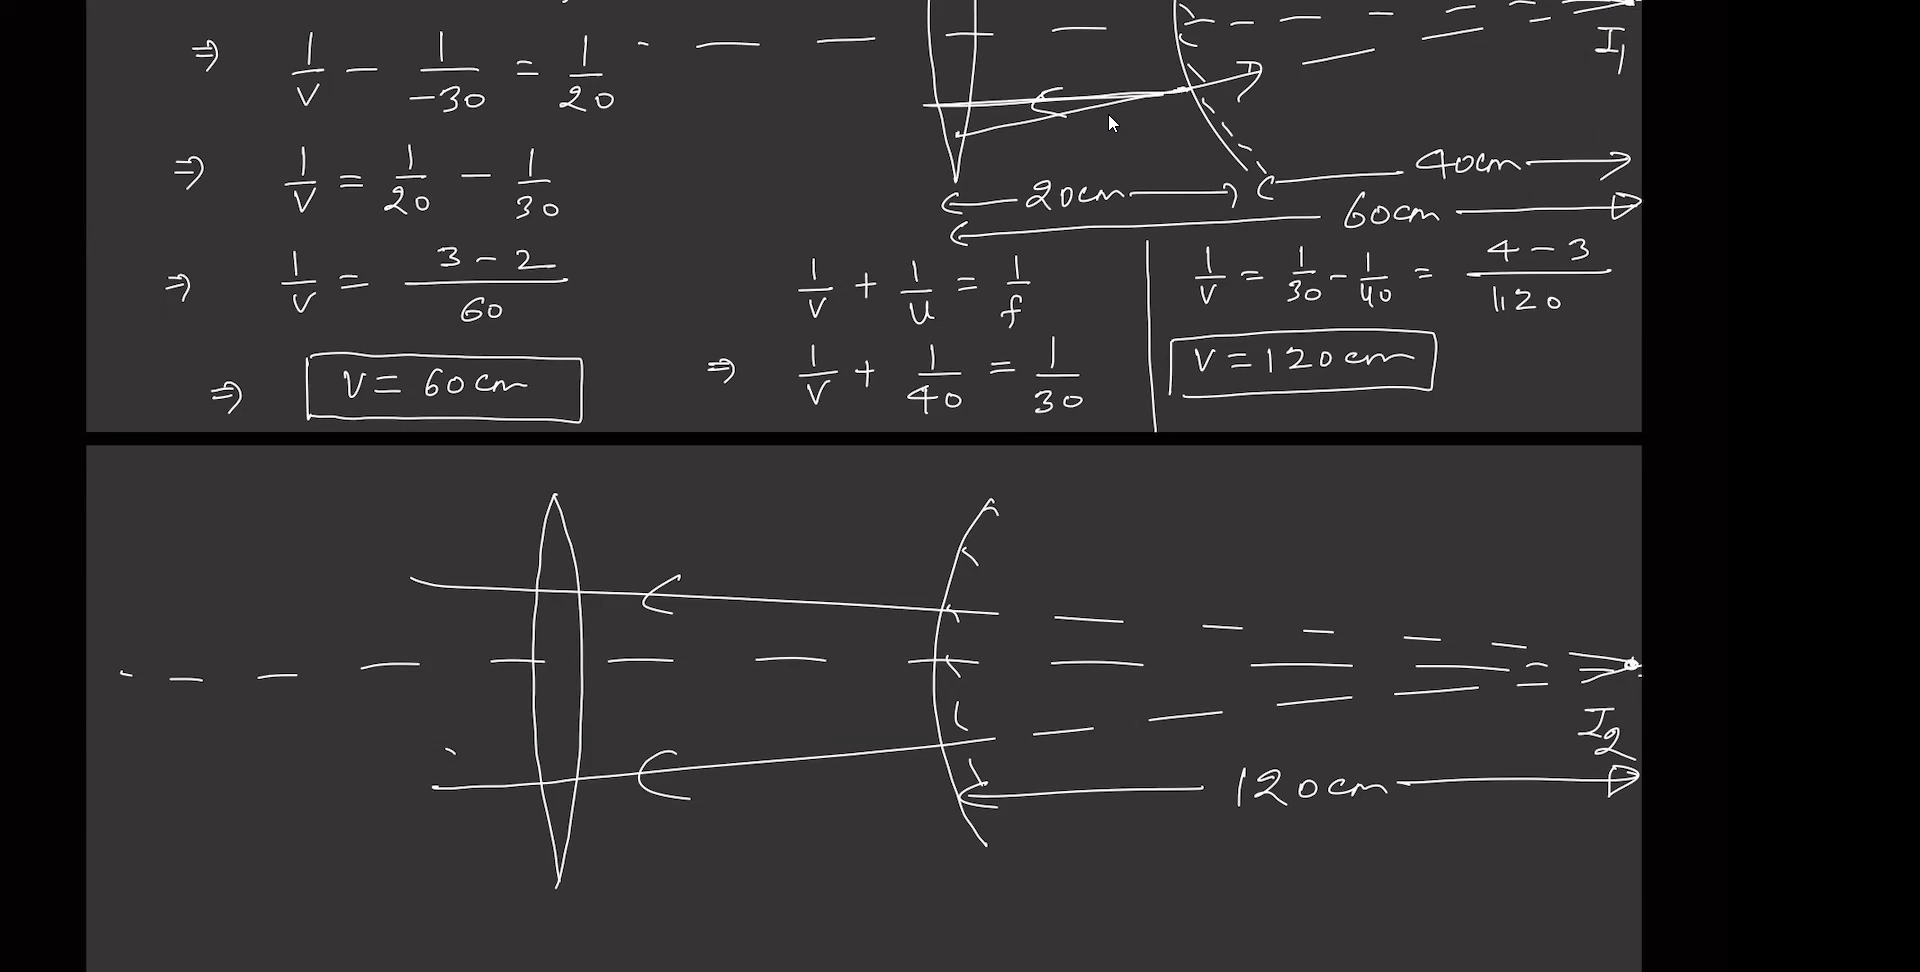 ⇒ 1/v - 1/-30 = 1/20
⇒ 1/v = 1/20 - 1/30
⇒ 1/v = 3 - 2/60
⇒ v = 60 cm
I1
40cm
20cm
60cm
1/v + 1/u = 1/f
⇒ 1/v + 1/40 = 1/30
1/v = 1/30 - 1/40 = 4 - 3/120
v = 120 cm
I2
120cm